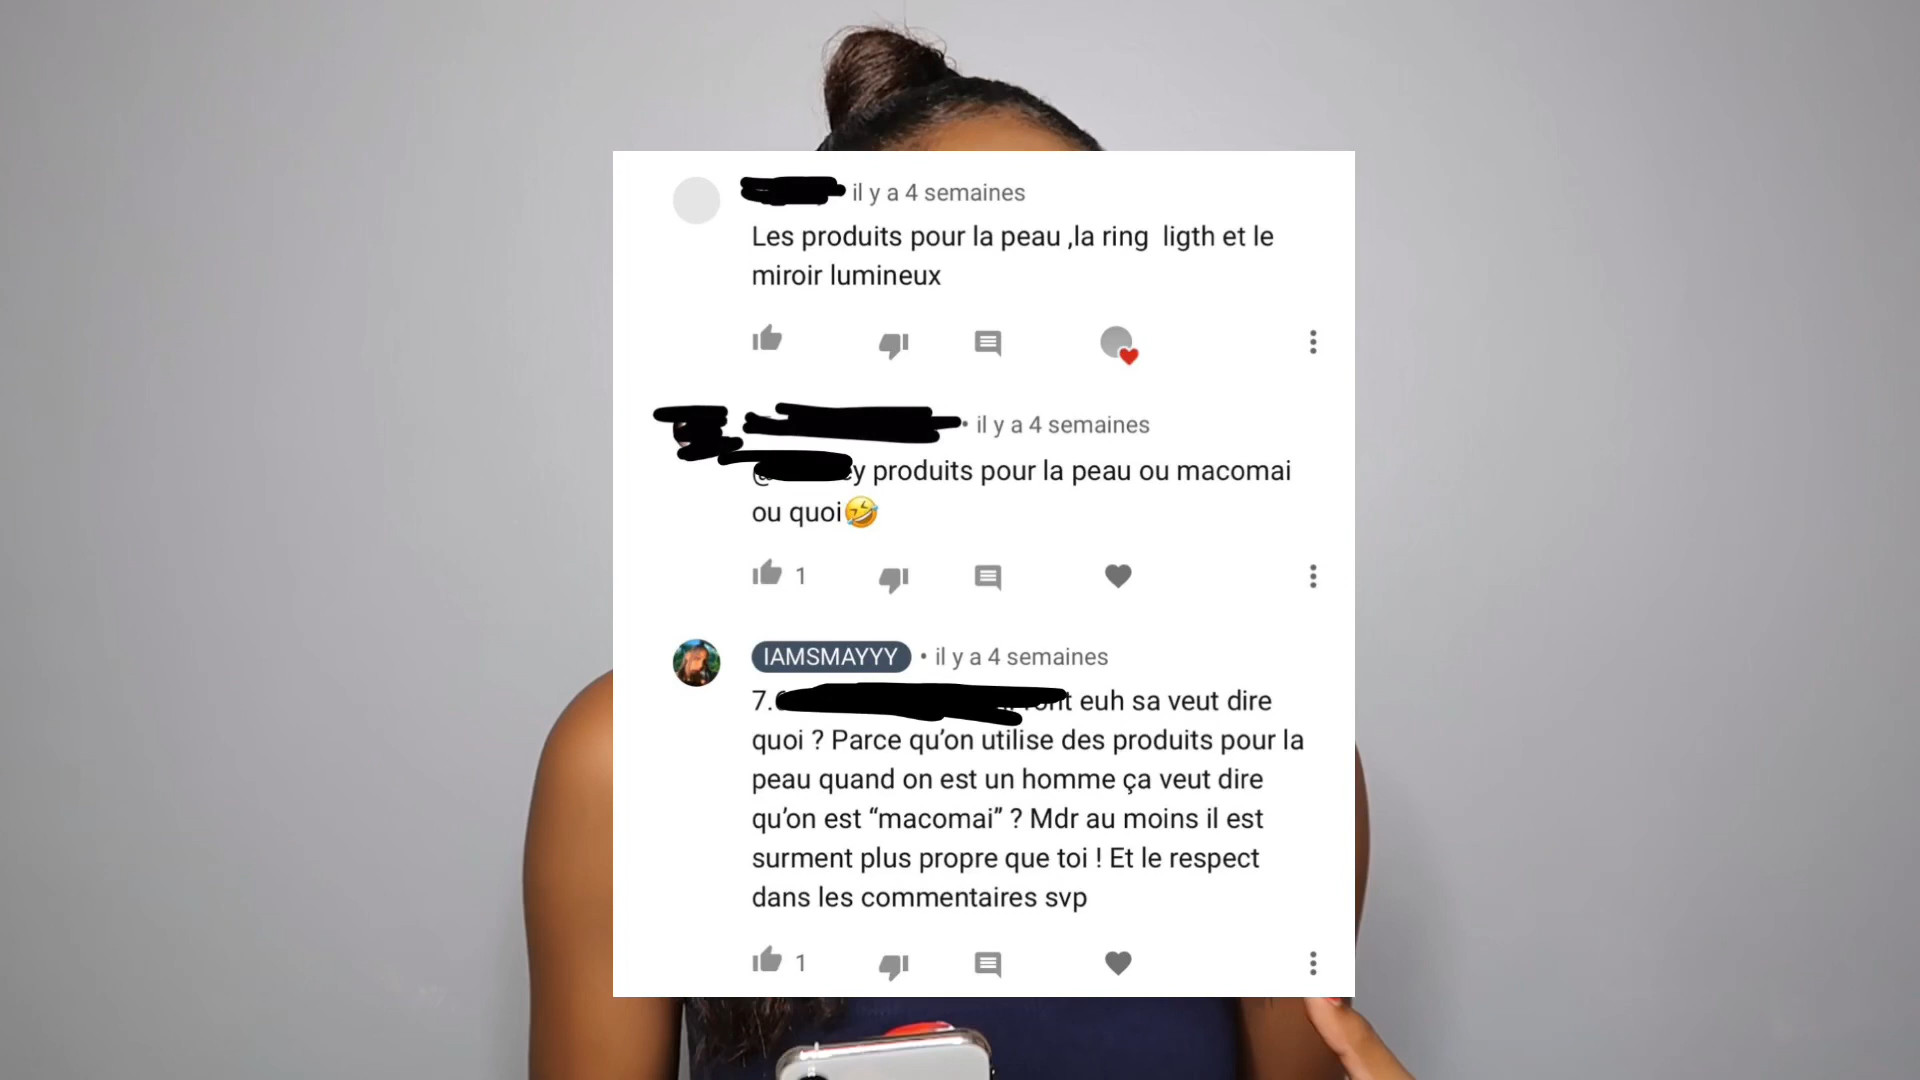 il y a 4 semaines
Les produits pour la peau ,la ring ligth et le
miroir lumineux
• il y a 4 semaines
produits pour la peau ou macomai
ou quoi🤣
1
IAMSMAYYY • il y a 4 semaines
euh sa veut dire
quoi ? Parce qu’on utilise des produits pour la
peau quand on est un homme ça veut dire
qu’on est “macomai” ? Mdr au moins il est
surment plus propre que toi ! Et le respect
dans les commentaires svp
1